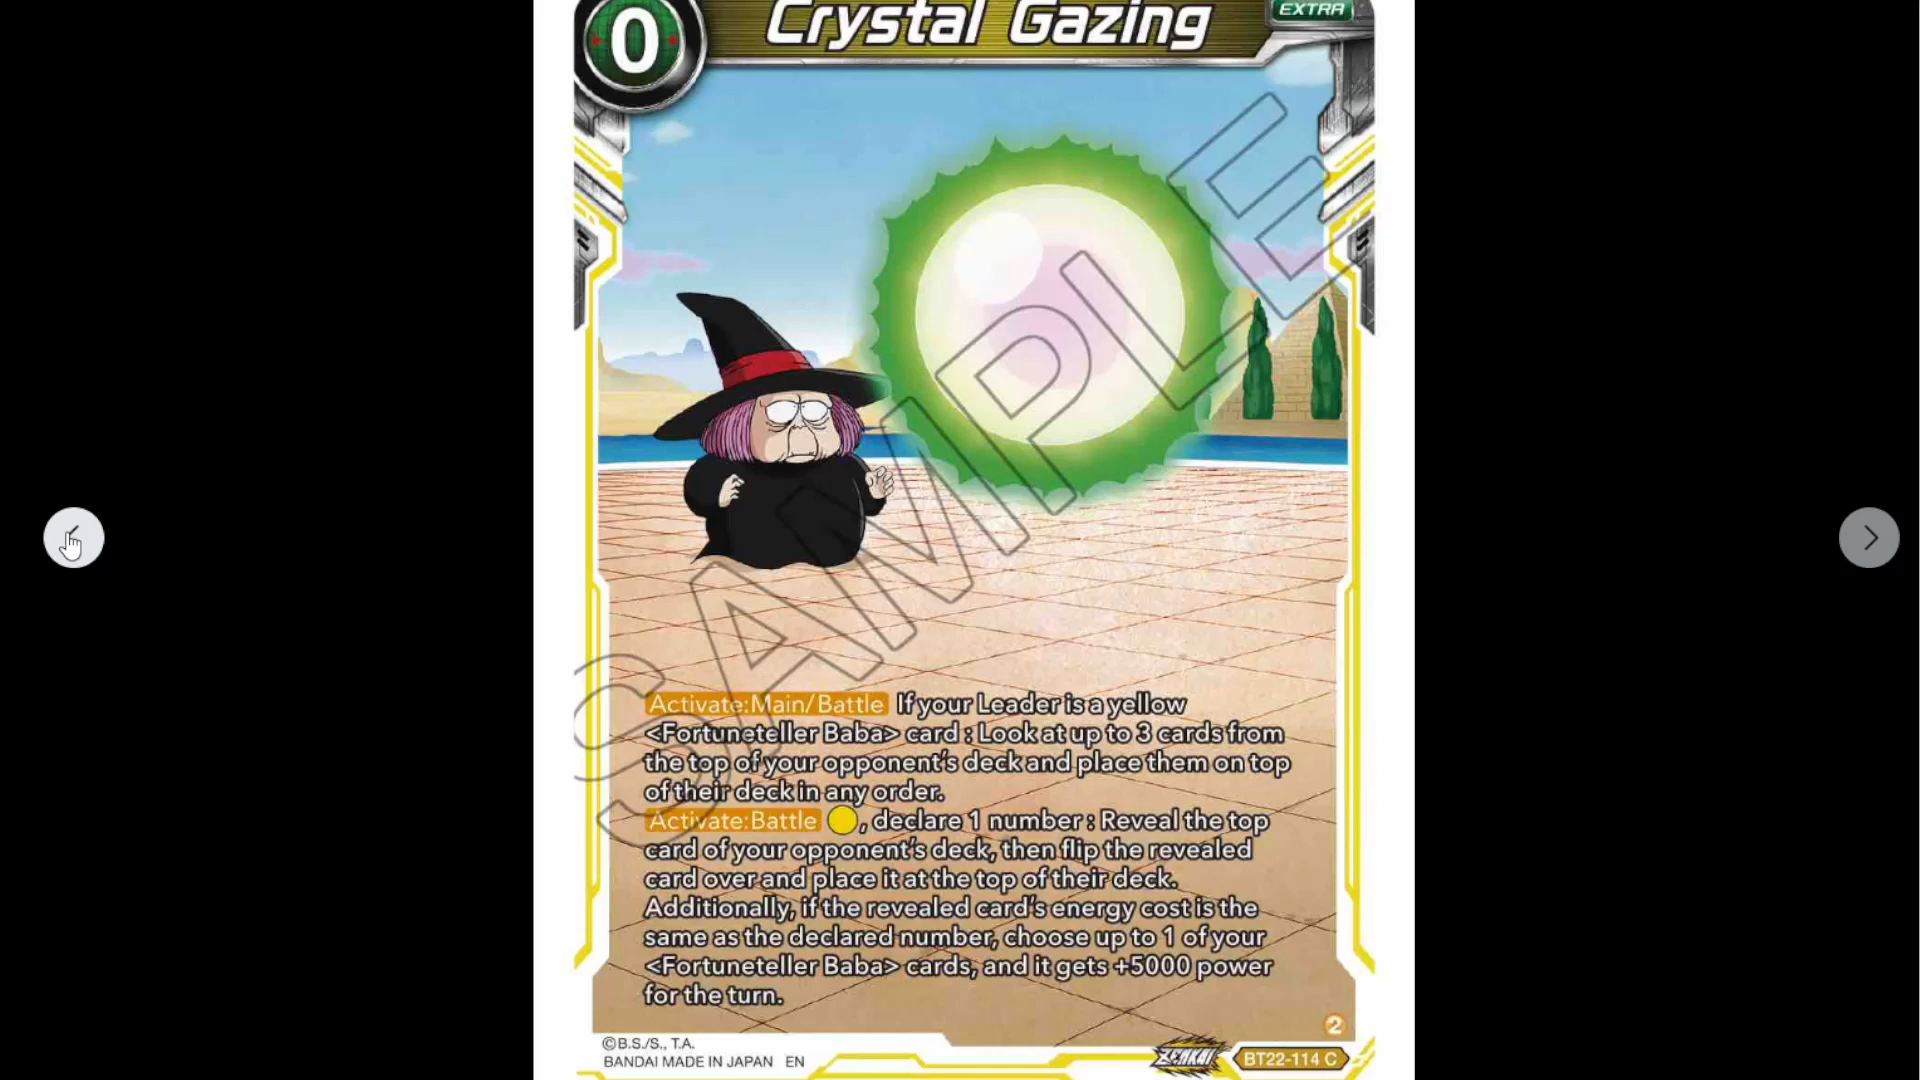 0
Crystal Gazing
EXTRA
SAMPLE
Activate:Main/Battle If your Leader is a yellow
<Fortuneteller Baba> card : Look at up to 3 cards from
the top of your opponent's deck and place them on top
of their deck in any order.
Activate:Battle , declare 1 number : Reveal the top
card of your opponent's deck, then flip the revealed
card over and place it at the top of their deck.
Additionally, if the revealed card's energy cost is the
same as the declared number, choose up to 1 of your
<Fortuneteller Baba> cards, and it gets +5000 power
for the turn.
2
©B.S./S., T.A.
BANDAI MADE IN JAPAN EN
ZENKAI
BT22-114 C